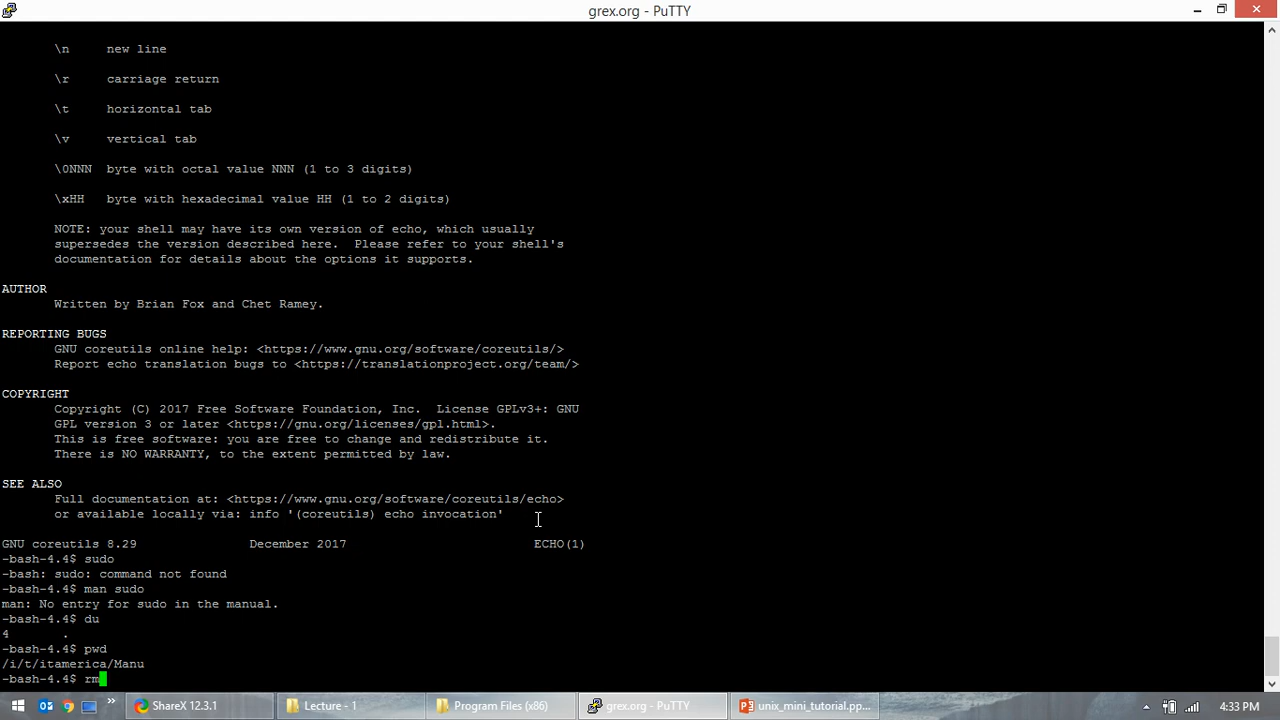 grex.org - PuTTY
\n new line
\r carriage return
\t horizontal tab
\v vertical tab
\0NNN byte with octal value NNN (1 to 3 digits)
\xHH byte with hexadecimal value HH (1 to 2 digits)
NOTE: your shell may have its own version of echo, which usually
supersedes the version described here. Please refer to your shell's
documentation for details about the options it supports.
AUTHOR
Written by Brian Fox and Chet Ramey.
REPORTING BUGS
GNU coreutils online help: <https://www.gnu.org/software/coreutils/>
Report echo translation bugs to <https://translationproject.org/team/>
COPYRIGHT
Copyright (C) 2017 Free Software Foundation, Inc. License GPLv3+: GNU
GPL version 3 or later <https://gnu.org/licenses/gpl.html>.
This is free software: you are free to change and redistribute it.
There is NO WARRANTY, to the extent permitted by law.
SEE ALSO
Full documentation at: <https://www.gnu.org/software/coreutils/echo>
or available locally via: info '(coreutils) echo invocation'
GNU coreutils 8.29 December 2017 ECHO(1)
-bash-4.4$ sudo
-bash: sudo: command not found
-bash-4.4$ man sudo
man: No entry for sudo in the manual.
-bash-4.4$ du
4 .
-bash-4.4$ pwd
/i/t/itamerica/Manu
-bash-4.4$ rm
ShareX 12.3.1 Lecture - 1 Program Files (x86) grex.org - PuTTY unix_mini_tutorial.pp... 4:33 PM